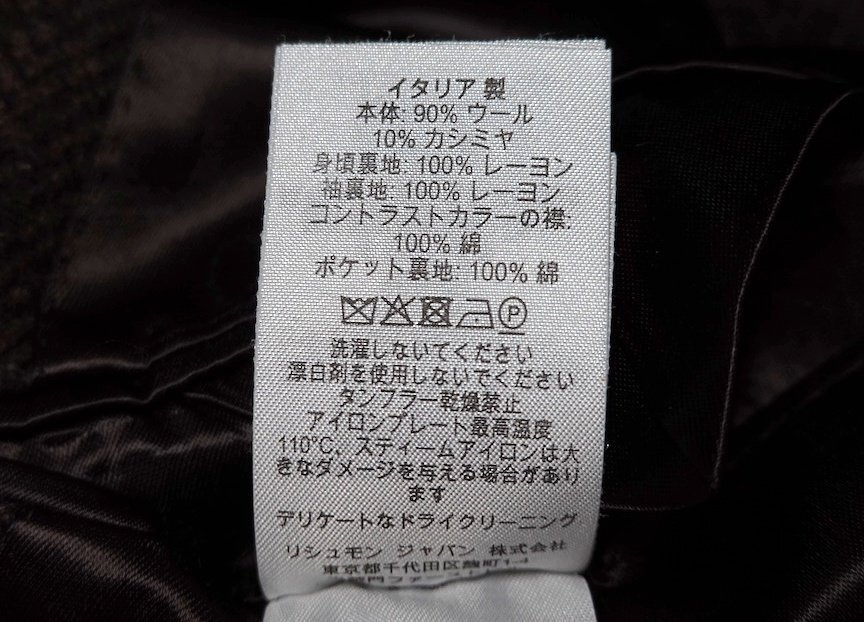 イタリア 製
本体: 90% ウール
10% カシミヤ
身頃裏地: 100% レーヨン
袖裏地: 100% レーヨン
コントラストカラーの襟:
100% 綿
ポケット裏地: 100% 綿
P
洗濯しないでください
漂白剤を使用しないでください
タンブラー乾燥禁止
アイロンプレート最高温度
110°C、スティームアイロンは大
きなダメージを与える場合があり
ます
デリケートなドライクリーニング
リシュモン ジャパン 株式会社
東京都千代田区麹町1-4